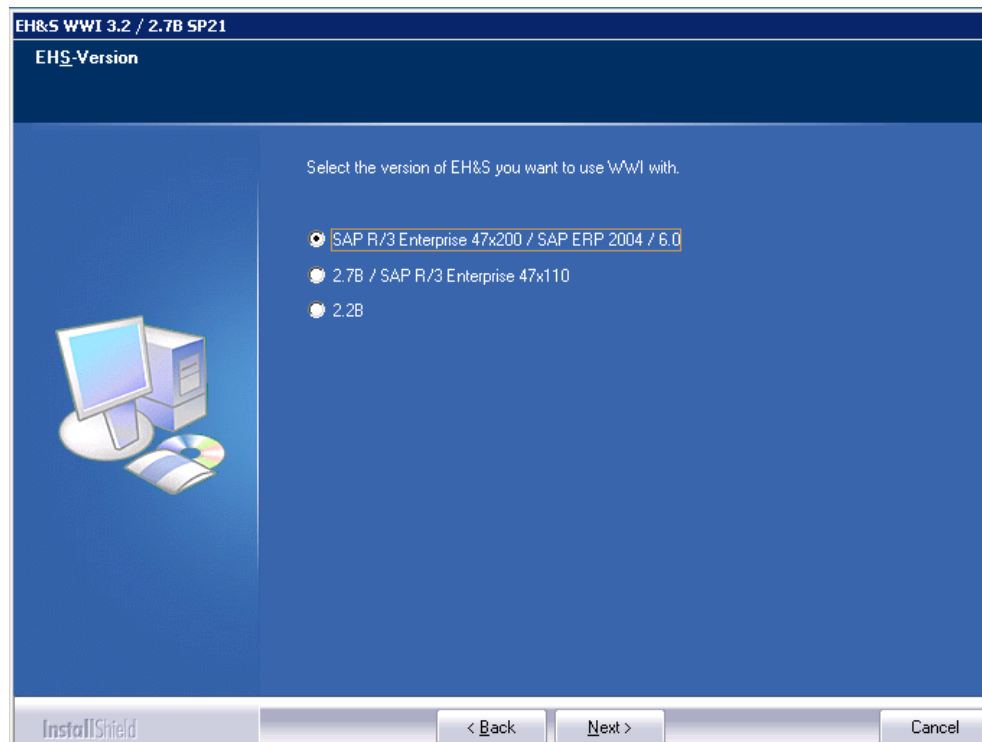 EH&S WWI 3.2 / 2.7B SP21
EHS-Version
Select the version of EH&S you want to use WWI with.
SAP R/3 Enterprise 47x200 / SAP ERP 2004 / 6.0
2.7B / SAP R/3 Enterprise 47x110
2.2B
InstallShield
< Back
Next >
Cancel